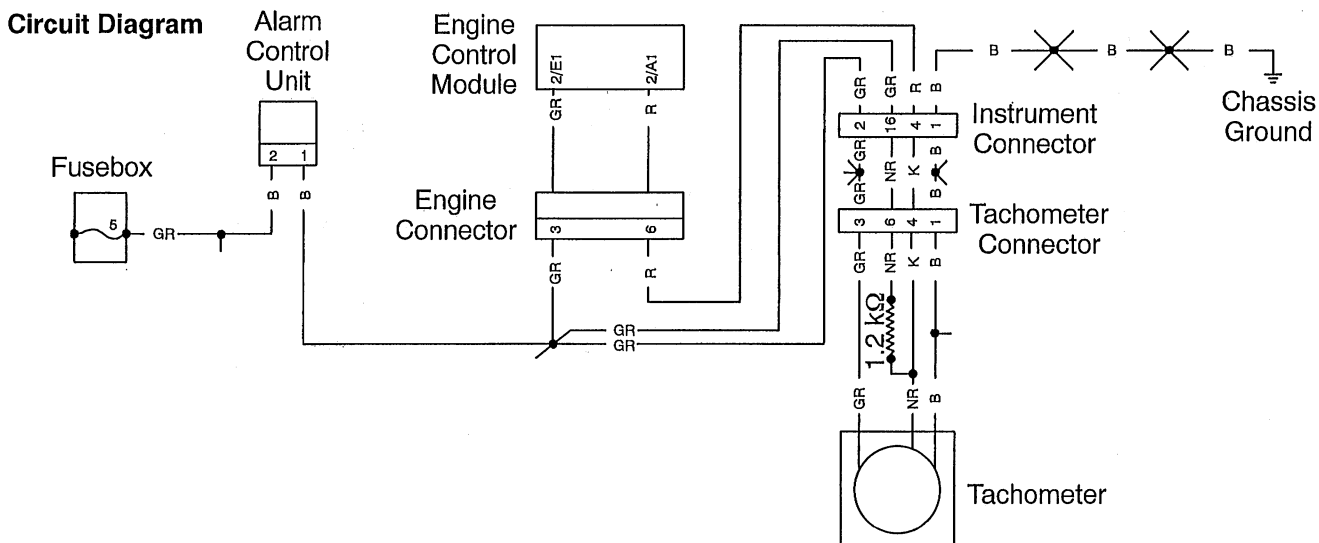 Circuit Diagram
Alarm
Control
Unit
Engine
Control
Module
2/E1
2/A1
GR
R
B
B
B
Chassis
Ground
GR
GR
R
B
Instrument
Connector
2
16
4
1
2
1
Fusebox
5
GR
B
B
Engine
Connector
3
6
GR
NR
K
B
GR
B
Tachometer
Connector
3
6
4
1
GR
R
GR
NR
K
B
1.2 kΩ
GR
GR
GR
NR
B
Tachometer